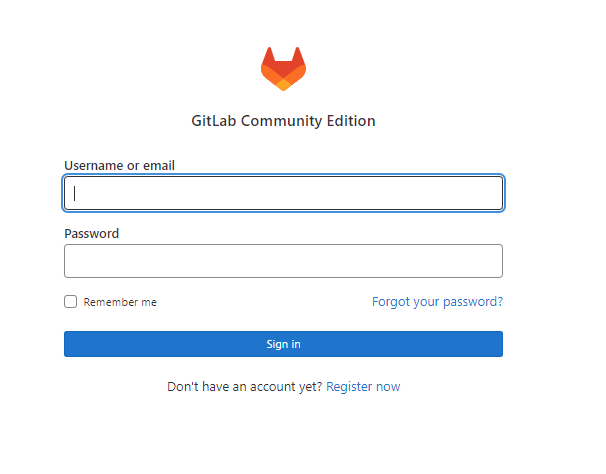 GitLab Community Edition
Username or email
Password
Remember me
Forgot your password?
Sign in
Don't have an account yet? Register now